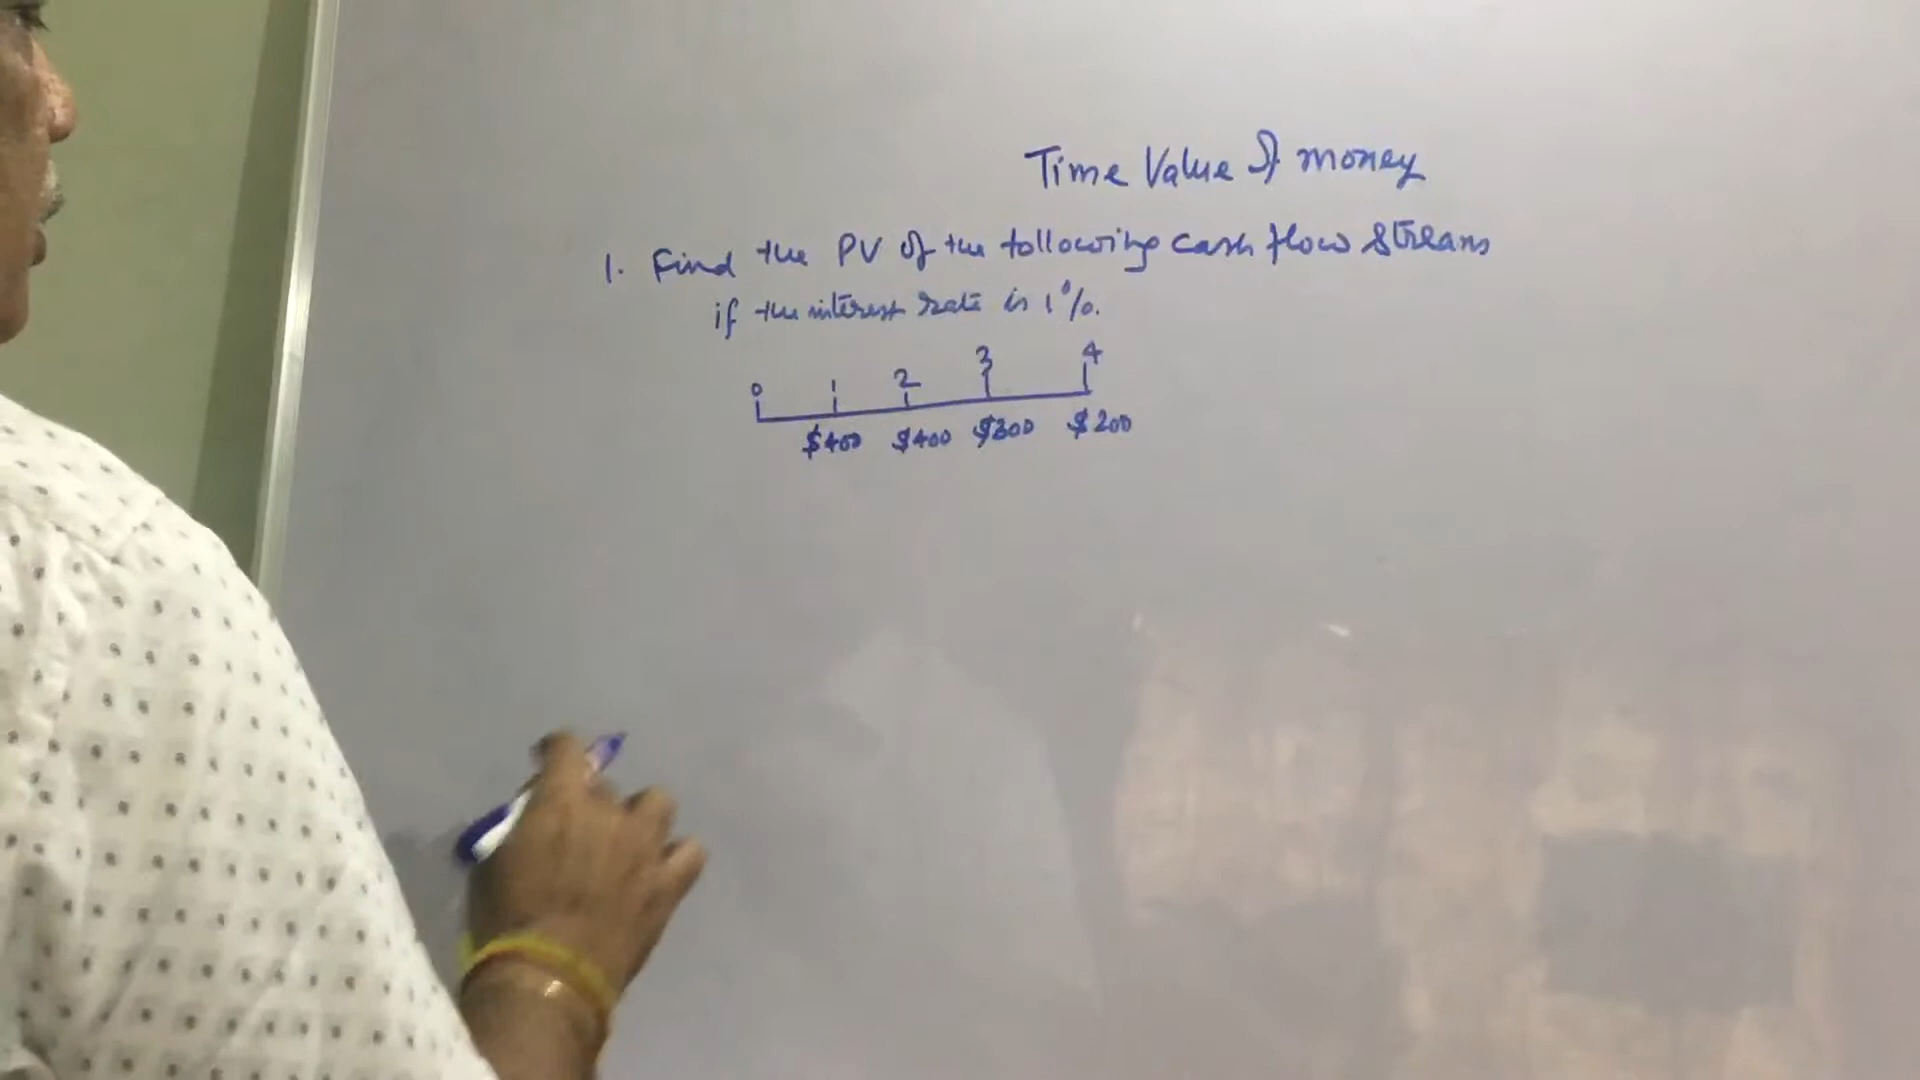 Time Value of money
1. Find the PV of the following cash flow streams
if the interest rate is 1%.
0 1 2 3 4
$400 $400 $300 $200